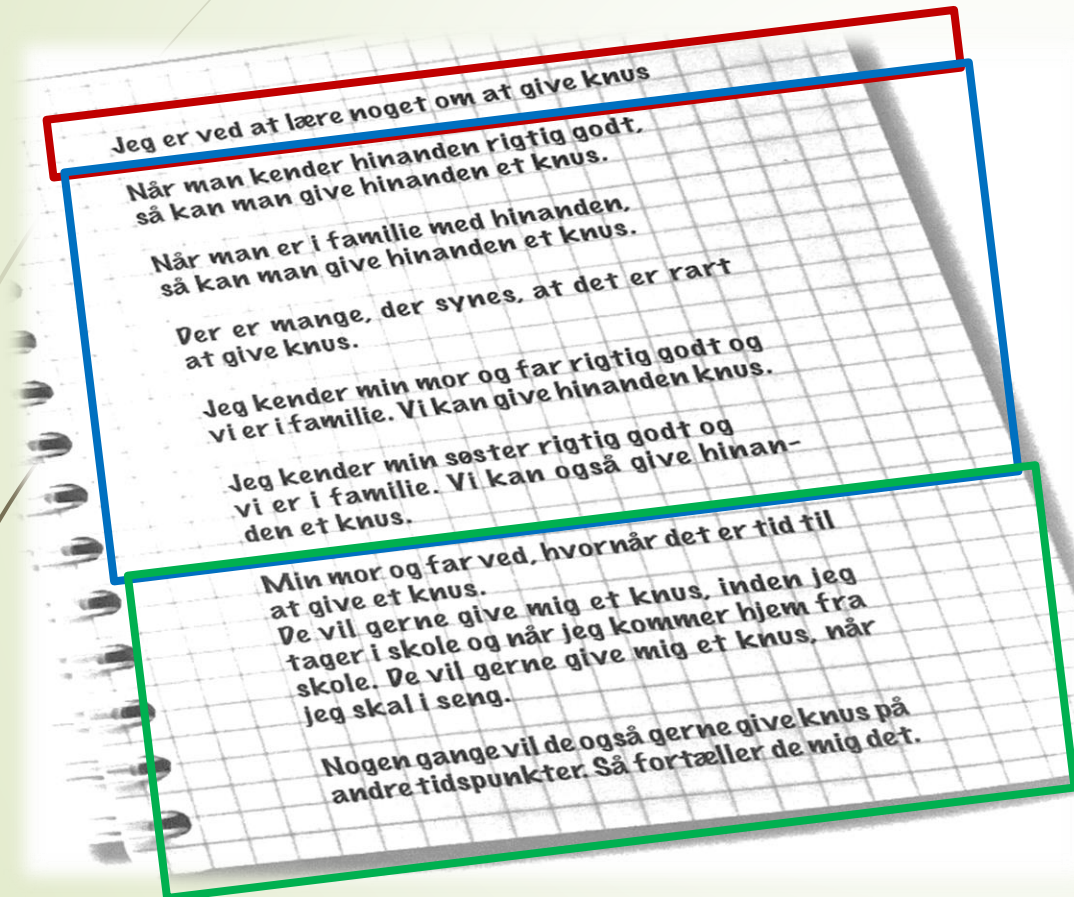 Jeg er ved at lære noget om at give knus
Når man kender hinanden rigtig godt,
så kan man give hinanden et knus.
Når man er i familie med hinanden,
så kan man give hinanden et knus.
Der er mange, der synes, at det er rart
at give knus.
Jeg kender min mor og far rigtig godt og
vi er i familie. Vi kan give hinanden knus.
Jeg kender min søster rigtig godt og
vi er i familie. Vi kan også give hinan-
den et knus.
Min mor og far ved, hvornår det er tid til
at give et knus.
De vil gerne give mig et knus, inden jeg
tager i skole og når jeg kommer hjem fra
skole. De vil gerne give mig et knus, når
jeg skal i seng.
Nogen gange vil de også gerne give knus på
andre tidspunkter. Så fortæller de mig det.